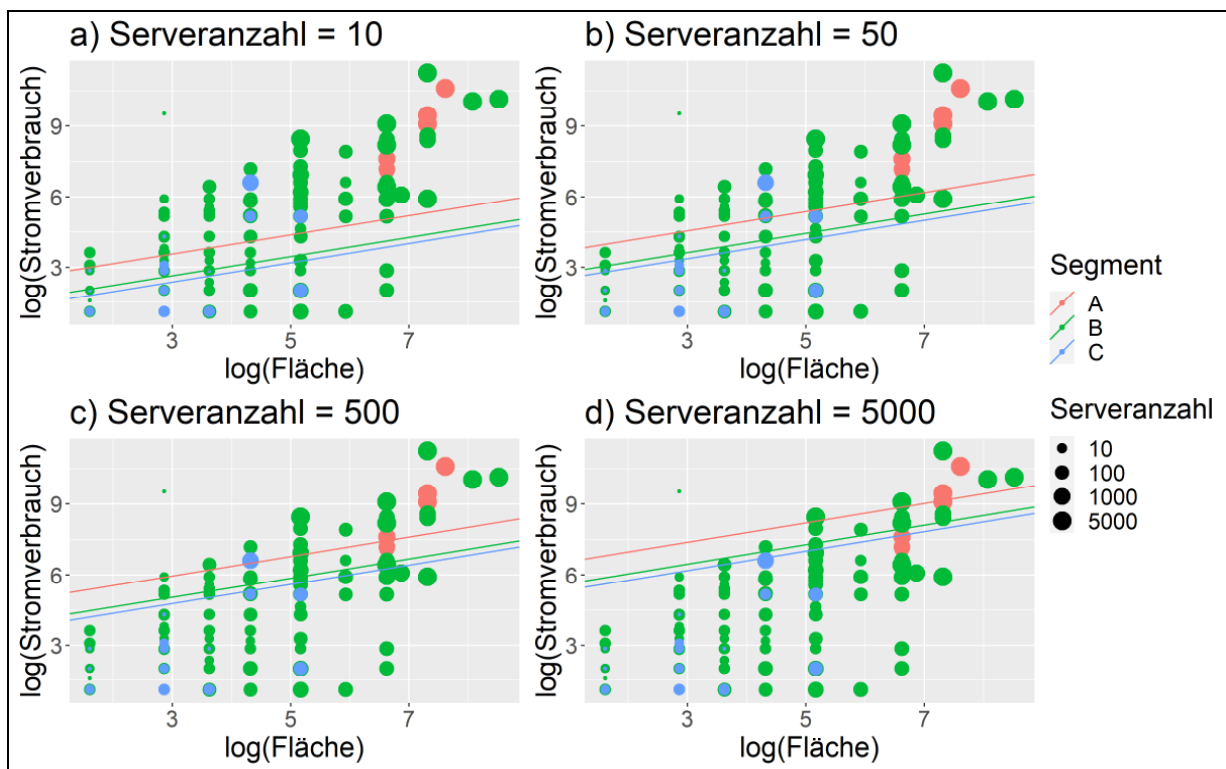 a) Serveranzahl = 10
log(Stromverbrauch)
9
6
3
3
5
7
log(Fläche)
b) Serveranzahl = 50
log(Stromverbrauch)
9
6
3
3
5
7
log(Fläche)
c) Serveranzahl = 500
log(Stromverbrauch)
9
6
3
3
5
7
log(Fläche)
d) Serveranzahl = 5000
log(Stromverbrauch)
9
6
3
3
5
7
log(Fläche)
Segment
A
B
C
Serveranzahl
10
100
1000
5000